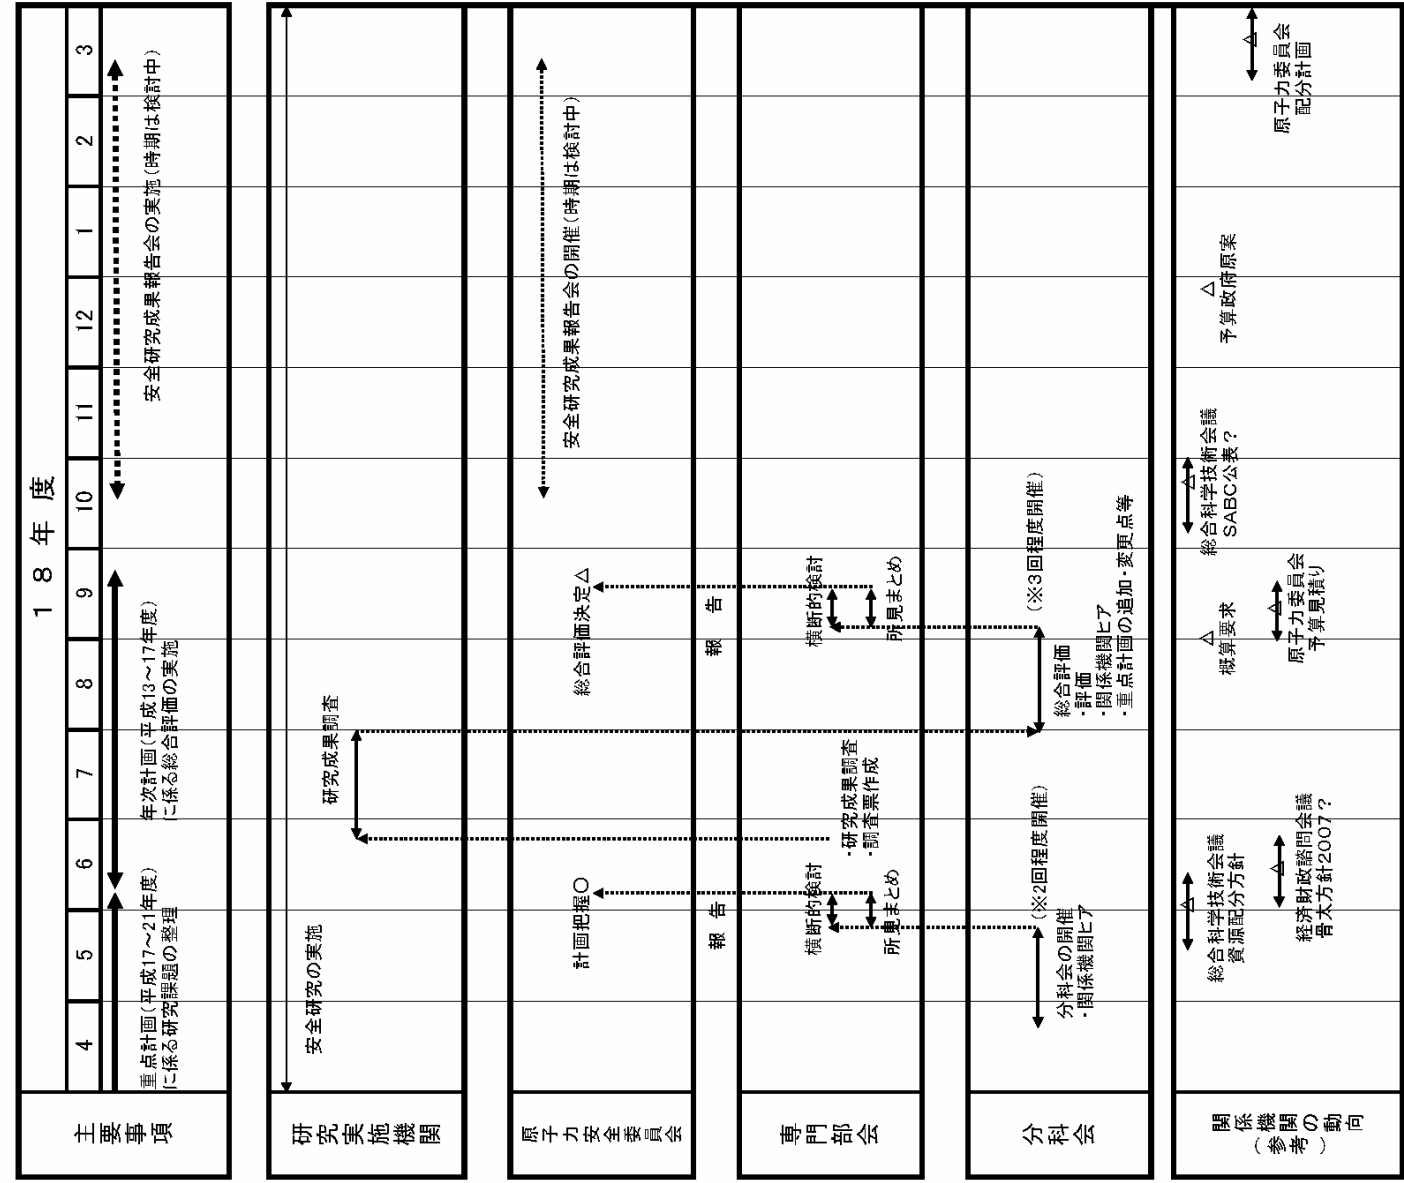 18年度
4 5 6 7 8 9 10 11 12 1 2 3
主要事項
重点計画（平成17～21年度）
に係る研究課題の整理
年次計画（平成13～17年度）
に係る総合評価の実施
安全研究成果報告会の実施（時期は検討中）
研究実施機関
安全研究の実施
研究成果調査
原子力安全委員会
計画把握○
総合評価決定△
安全研究成果報告会の開催（時期は検討中）
報告
報告
専門部会
横断的検討
所見まとめ
・研究成果調査
・調査票作成
横断的検討
所見まとめ
分科会
（※2回程度開催）
分科会の開催
・関係機関ヒア
（※3回程度開催）
総合評価
・評価
・関係機関ヒア
・重点計画の追加・変更点等
関係機関の動向
（参考）
△
総合科学技術会議
資源配分方針
△
経済財政諮問会議
骨太方針2007？
△
概算要求
△
原子力委員会
予算見積り
△
総合科学技術会議
SABC公表？
△
予算政府原案
△
原子力委員会
配分計画